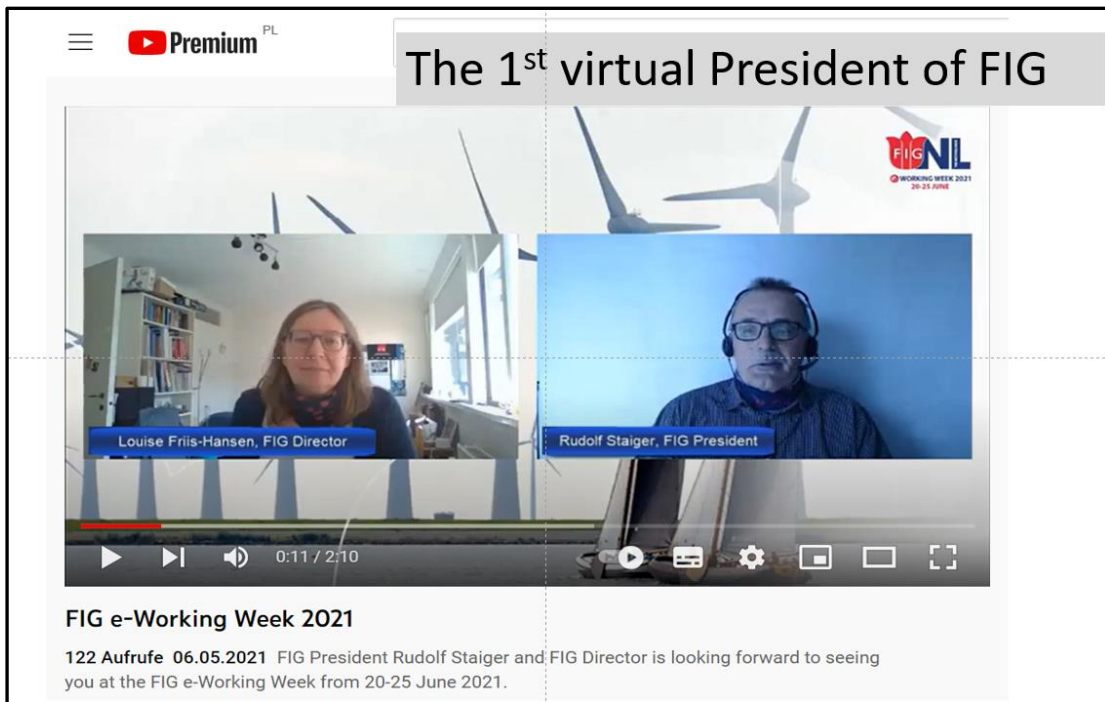 Premium PL
The 1st virtual President of FIG
FIG NL
WORKING WEEK 2021
20-25 JUNE
Louise Friis-Hansen, FIG Director
Rudolf Staiger, FIG President
0:11 / 2:10
FIG e-Working Week 2021
122 Aufrufe 06.05.2021 FIG President Rudolf Staiger and FIG Director is looking forward to seeing
you at the FIG e-Working Week from 20-25 June 2021.